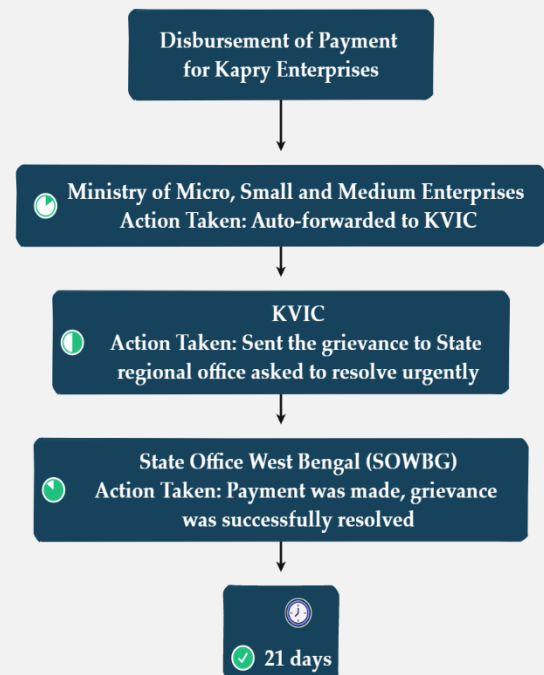 Disbursement of Payment
for Kapry Enterprises
Ministry of Micro, Small and Medium Enterprises
Action Taken: Auto-forwarded to KVIC
KVIC
Action Taken: Sent the grievance to State
regional office asked to resolve urgently
State Office West Bengal (SOWBG)
Action Taken: Payment was made, grievance
was successfully resolved
21 days